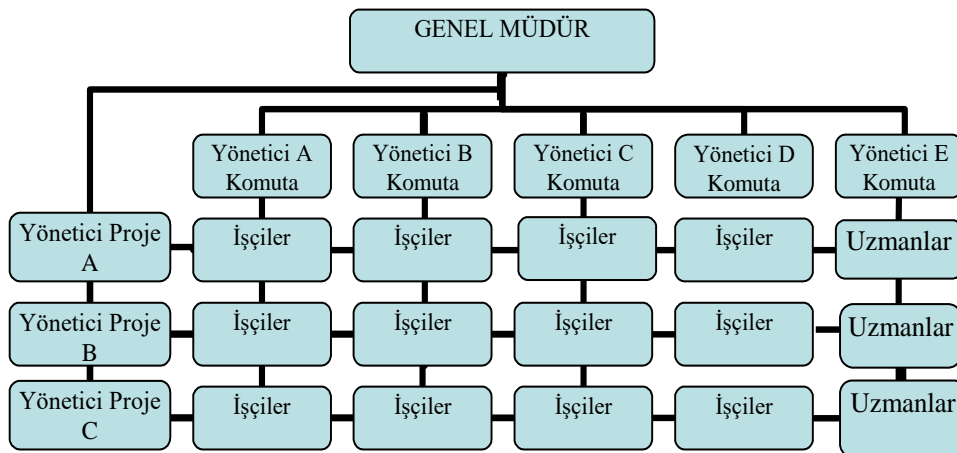 GENEL MÜDÜR
Yönetici A
Komuta
Yönetici B
Komuta
Yönetici C
Komuta
Yönetici D
Komuta
Yönetici E
Komuta
Yönetici Proje
A
İşçiler
İşçiler
İşçiler
İşçiler
Uzmanlar
Yönetici Proje
B
İşçiler
İşçiler
İşçiler
İşçiler
Uzmanlar
Yönetici Proje
C
İşçiler
İşçiler
İşçiler
İşçiler
Uzmanlar